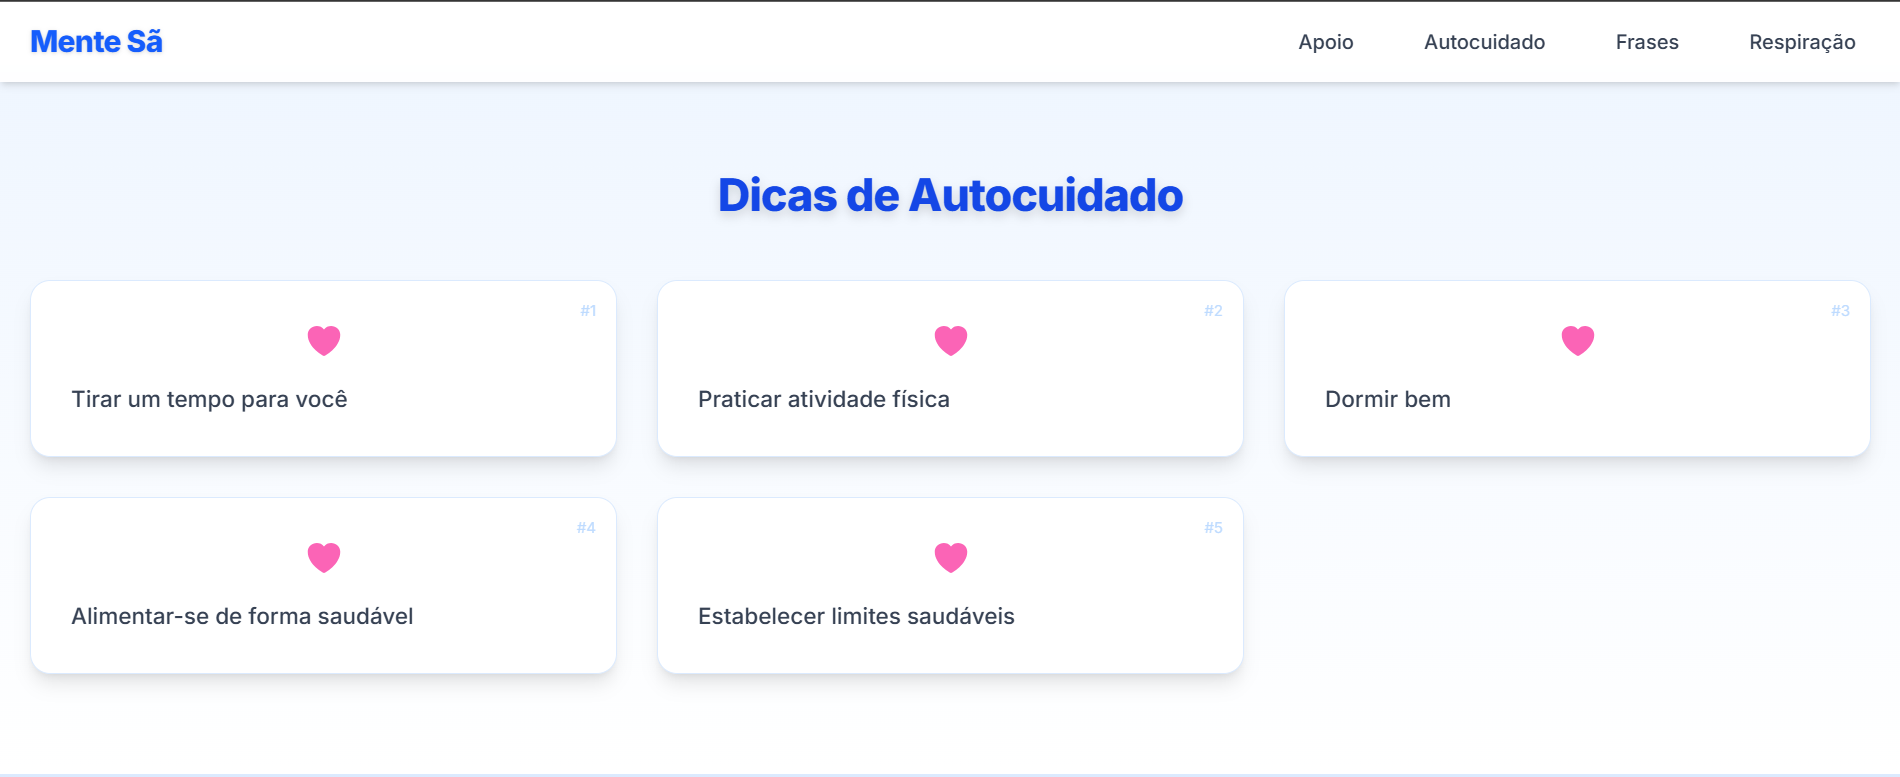 Mente Sã
Apoio
Autocuidado
Frases
Respiração
Dicas de Autocuidado
#1
Tirar um tempo para você
#2
Praticar atividade física
#3
Dormir bem
#4
Alimentar-se de forma saudável
#5
Estabelecer limites saudáveis